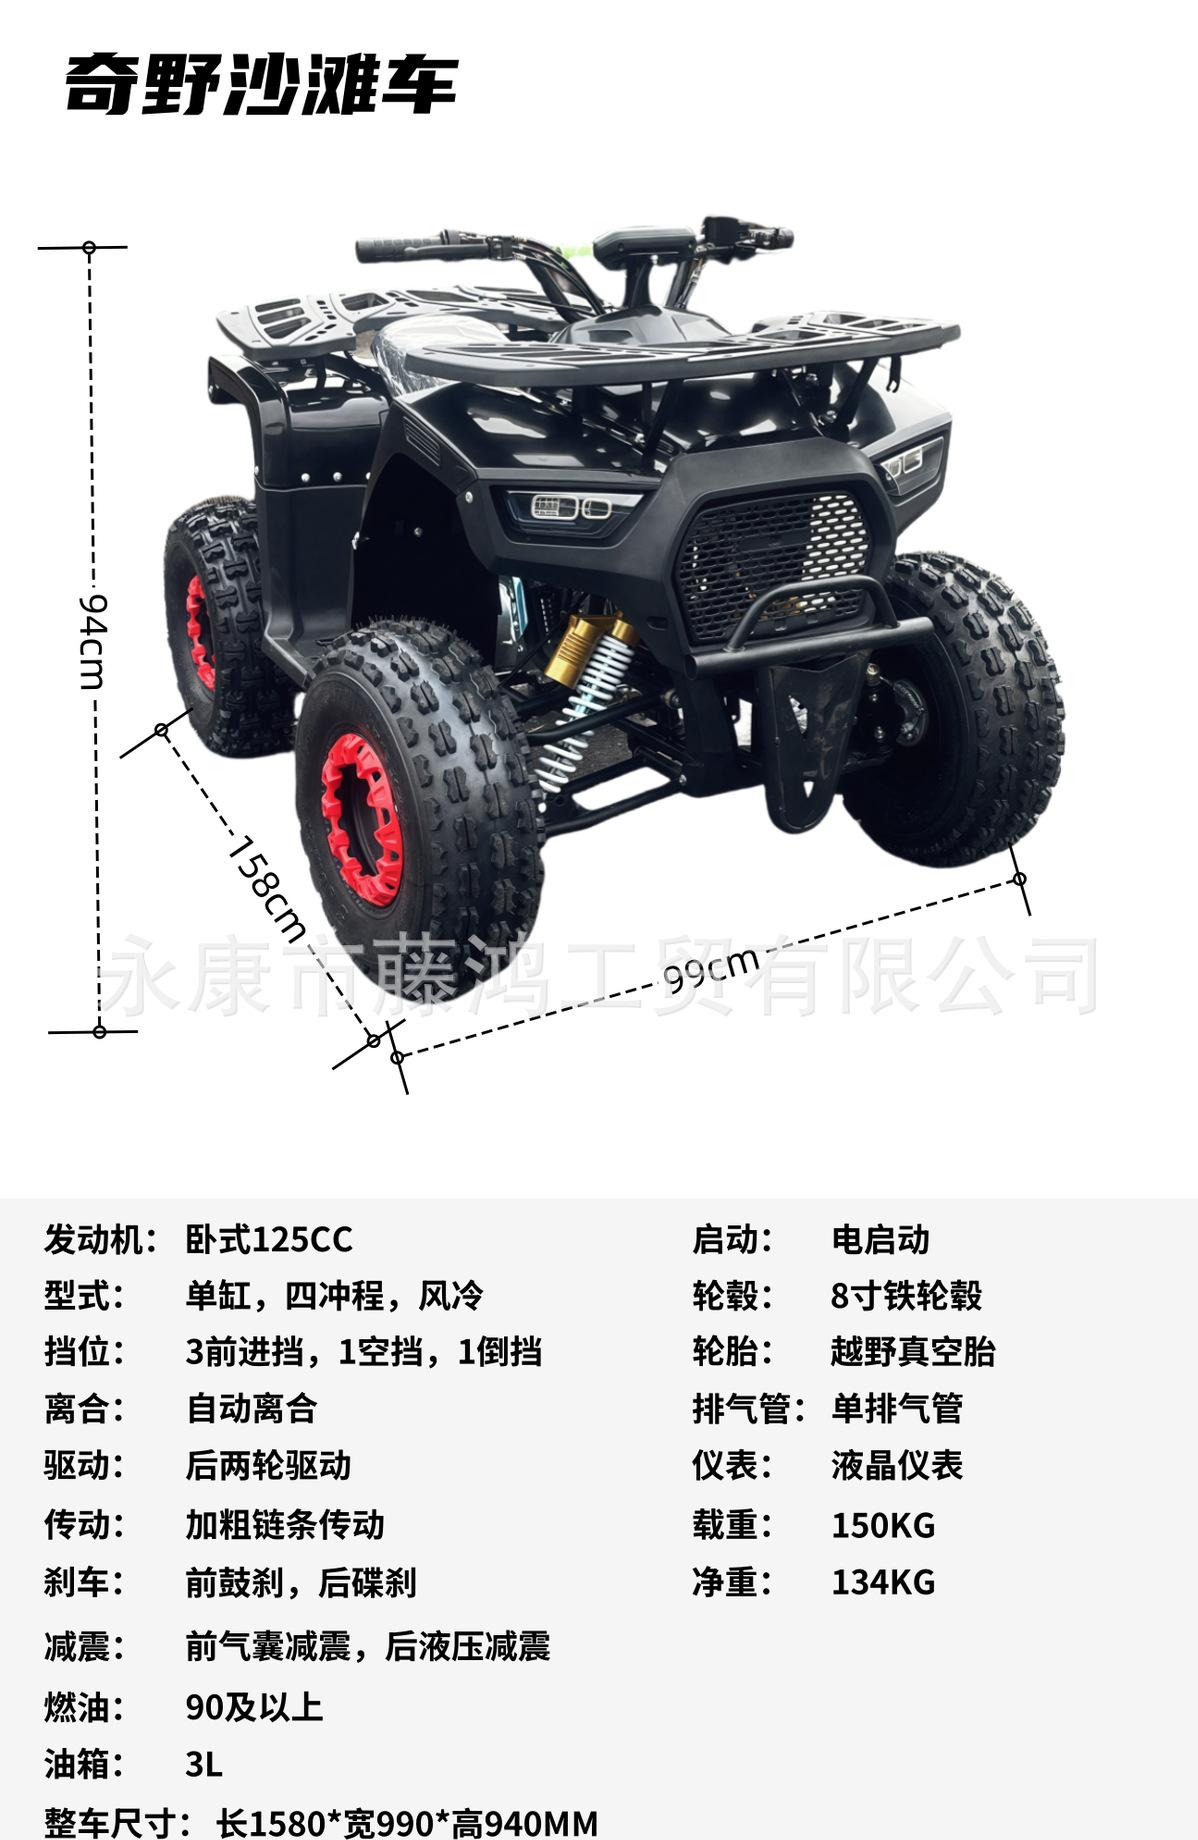 奇野沙滩车
94cm
158cm
99cm
永康市藤鸿工贸有限公司
发动机： 卧式125CC
型式： 单缸，四冲程，风冷
挡位： 3前进挡，1空挡，1倒挡
离合： 自动离合
驱动： 后两轮驱动
传动： 加粗链条传动
刹车： 前鼓刹，后碟刹
减震： 前气囊减震，后液压减震
燃油： 90及以上
油箱： 3L
整车尺寸： 长1580*宽990*高940MM
启动： 电启动
轮毂： 8寸铁轮毂
轮胎： 越野真空胎
排气管： 单排气管
仪表： 液晶仪表
载重： 150KG
净重： 134KG